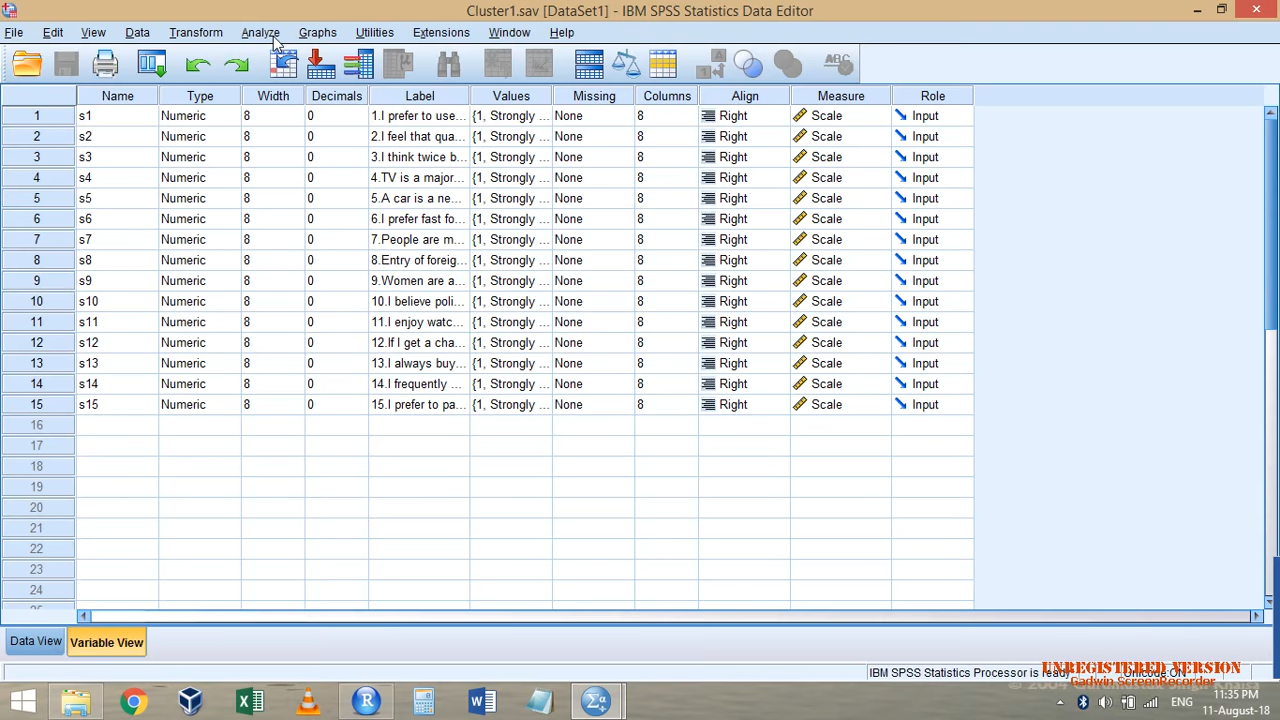 Cluster1.sav [DataSet1] - IBM SPSS Statistics Data Editor
File Edit View Data Transform Analyze Graphs Utilities Extensions Window Help
Name Type Width Decimals Label Values Missing Columns Align Measure Role
1 s1 Numeric 8 0 1.I prefer to use... {1, Strongly ... None 8 Right Scale Input
2 s2 Numeric 8 0 2.I feel that qua... {1, Strongly ... None 8 Right Scale Input
3 s3 Numeric 8 0 3.I think twice b... {1, Strongly ... None 8 Right Scale Input
4 s4 Numeric 8 0 4.TV is a major... {1, Strongly ... None 8 Right Scale Input
5 s5 Numeric 8 0 5.A car is a ne... {1, Strongly ... None 8 Right Scale Input
6 s6 Numeric 8 0 6.I prefer fast fo... {1, Strongly ... None 8 Right Scale Input
7 s7 Numeric 8 0 7.People are m... {1, Strongly ... None 8 Right Scale Input
8 s8 Numeric 8 0 8.Entry of foreig... {1, Strongly ... None 8 Right Scale Input
9 s9 Numeric 8 0 9.Women are a... {1, Strongly ... None 8 Right Scale Input
10 s10 Numeric 8 0 10.I believe poli... {1, Strongly ... None 8 Right Scale Input
11 s11 Numeric 8 0 11.I enjoy watc... {1, Strongly ... None 8 Right Scale Input
12 s12 Numeric 8 0 12.If I get a cha... {1, Strongly ... None 8 Right Scale Input
13 s13 Numeric 8 0 13.I always buy... {1, Strongly ... None 8 Right Scale Input
14 s14 Numeric 8 0 14.I frequently ... {1, Strongly ... None 8 Right Scale Input
15 s15 Numeric 8 0 15.I prefer to pa... {1, Strongly ... None 8 Right Scale Input
16
17
18
19
20
21
22
23
24
Data View Variable View
IBM SPSS Statistics Processor is ready Unicode:ON
UNREGISTERED VERSION
Gadwin ScreenRecorder
ENG
11:35 PM
11-August-18